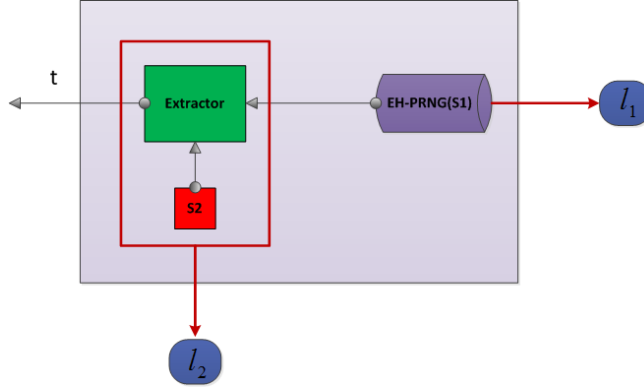 t
Extractor
EH-PRNG(S1)
l1
S2
l2